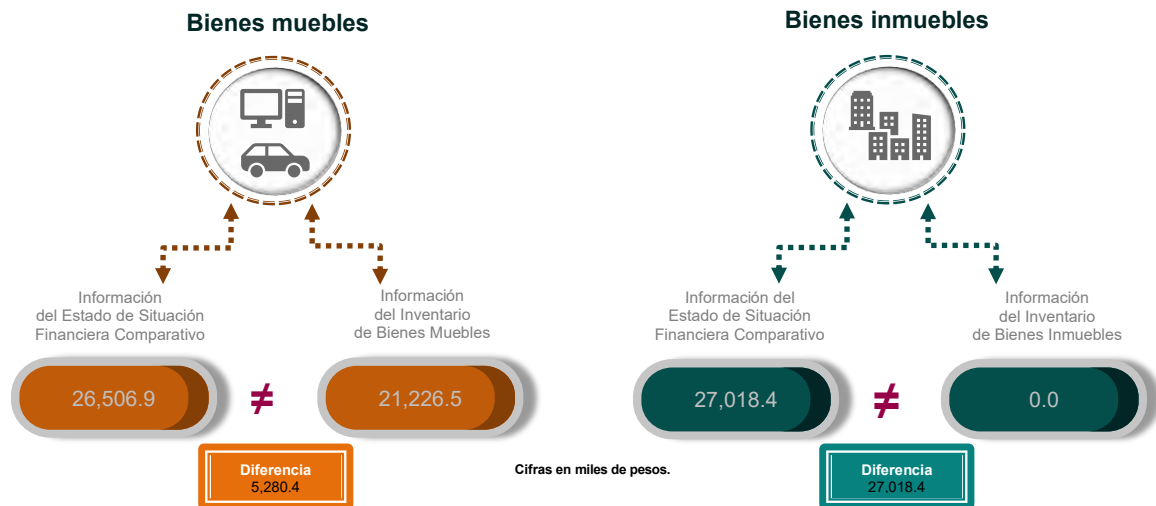 Bienes muebles
Información
del Estado de Situación
Financiera Comparativo
Información
del Inventario
de Bienes Muebles
26,506.9
≠
21,226.5
Diferencia
5,280.4
Cifras en miles de pesos.
Bienes inmuebles
Información del
Estado de Situación
Financiera Comparativo
Información
del Inventario
de Bienes Inmuebles
27,018.4
≠
0.0
Diferencia
27,018.4